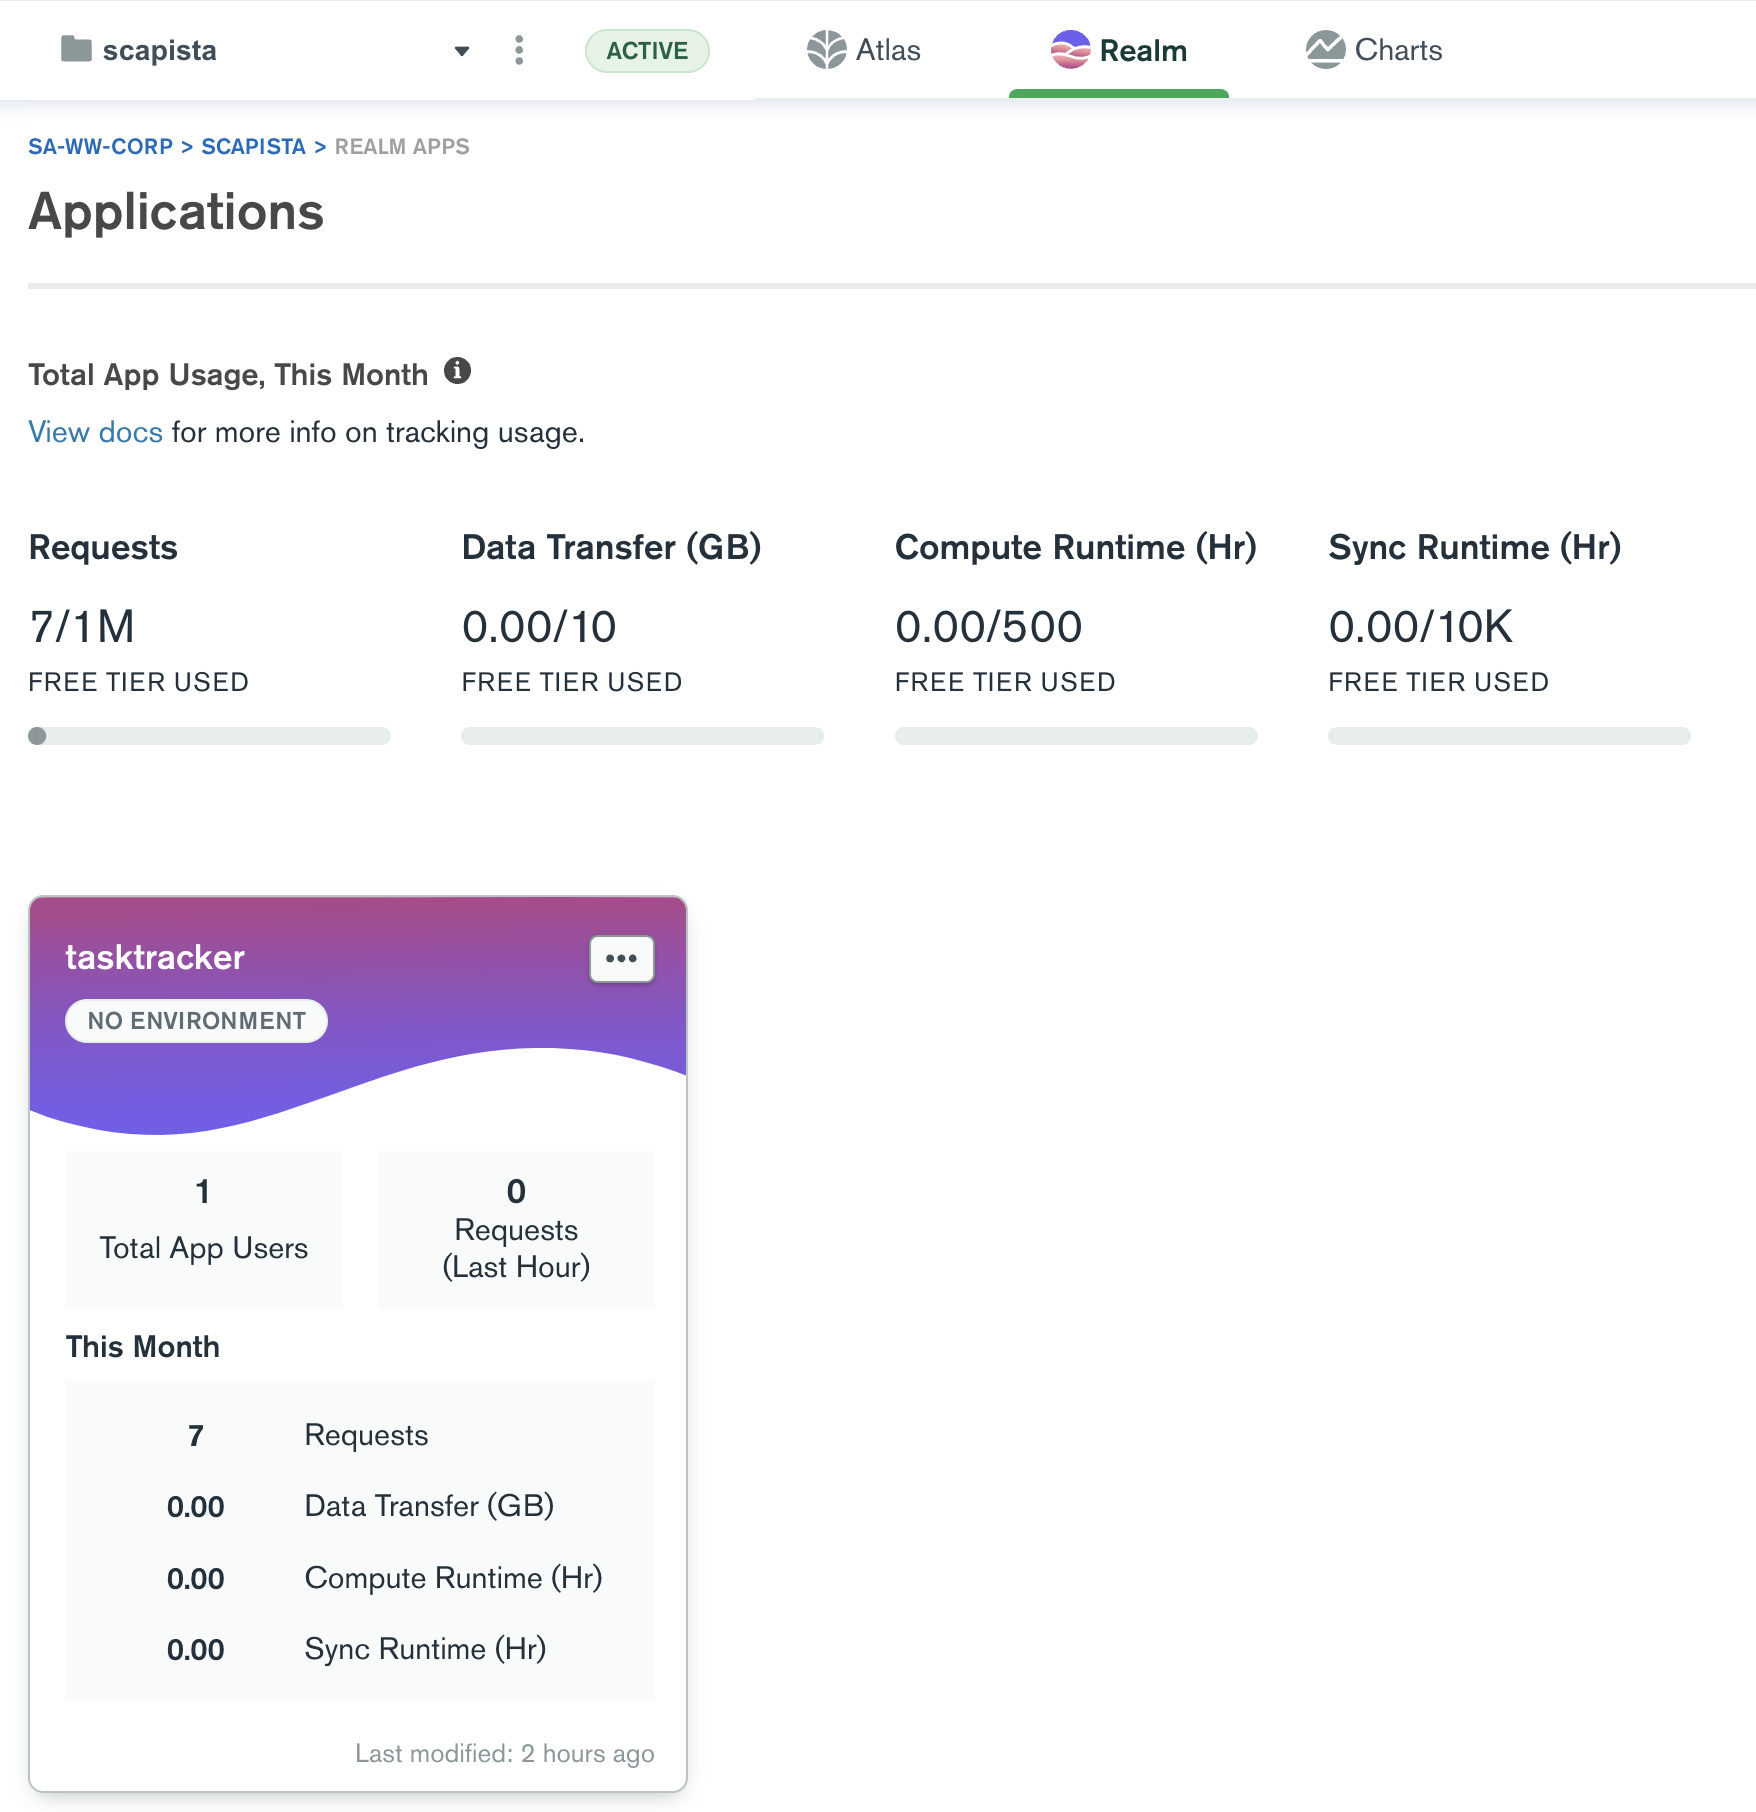 scapista
ACTIVE
Atlas
Realm
Charts
SA-WW-CORP > SCAPISTA > REALM APPS
Applications
Total App Usage, This Month
View docs for more info on tracking usage.
Requests
7/1M
FREE TIER USED
Data Transfer (GB)
0.00/10
FREE TIER USED
Compute Runtime (Hr)
0.00/500
FREE TIER USED
Sync Runtime (Hr)
0.00/10K
FREE TIER USED
tasktracker
NO ENVIRONMENT
1
Total App Users
0
Requests
(Last Hour)
This Month
7 Requests
0.00 Data Transfer (GB)
0.00 Compute Runtime (Hr)
0.00 Sync Runtime (Hr)
Last modified: 2 hours ago